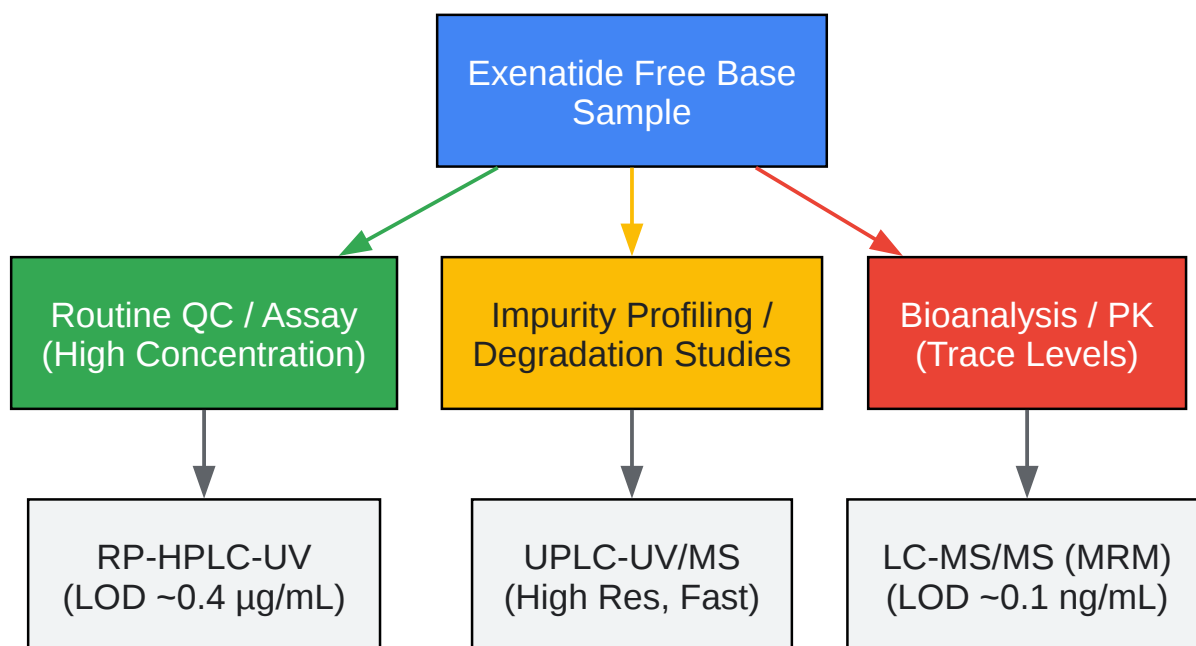 Exenatide Free Base
Sample
Routine QC / Assay
(High Concentration)
Impurity Profiling /
Degradation Studies
Bioanalysis / PK
(Trace Levels)
RP-HPLC-UV
(LOD ~0.4 µg/mL)
UPLC-UV/MS
(High Res, Fast)
LC-MS/MS (MRM)
(LOD ~0.1 ng/mL)